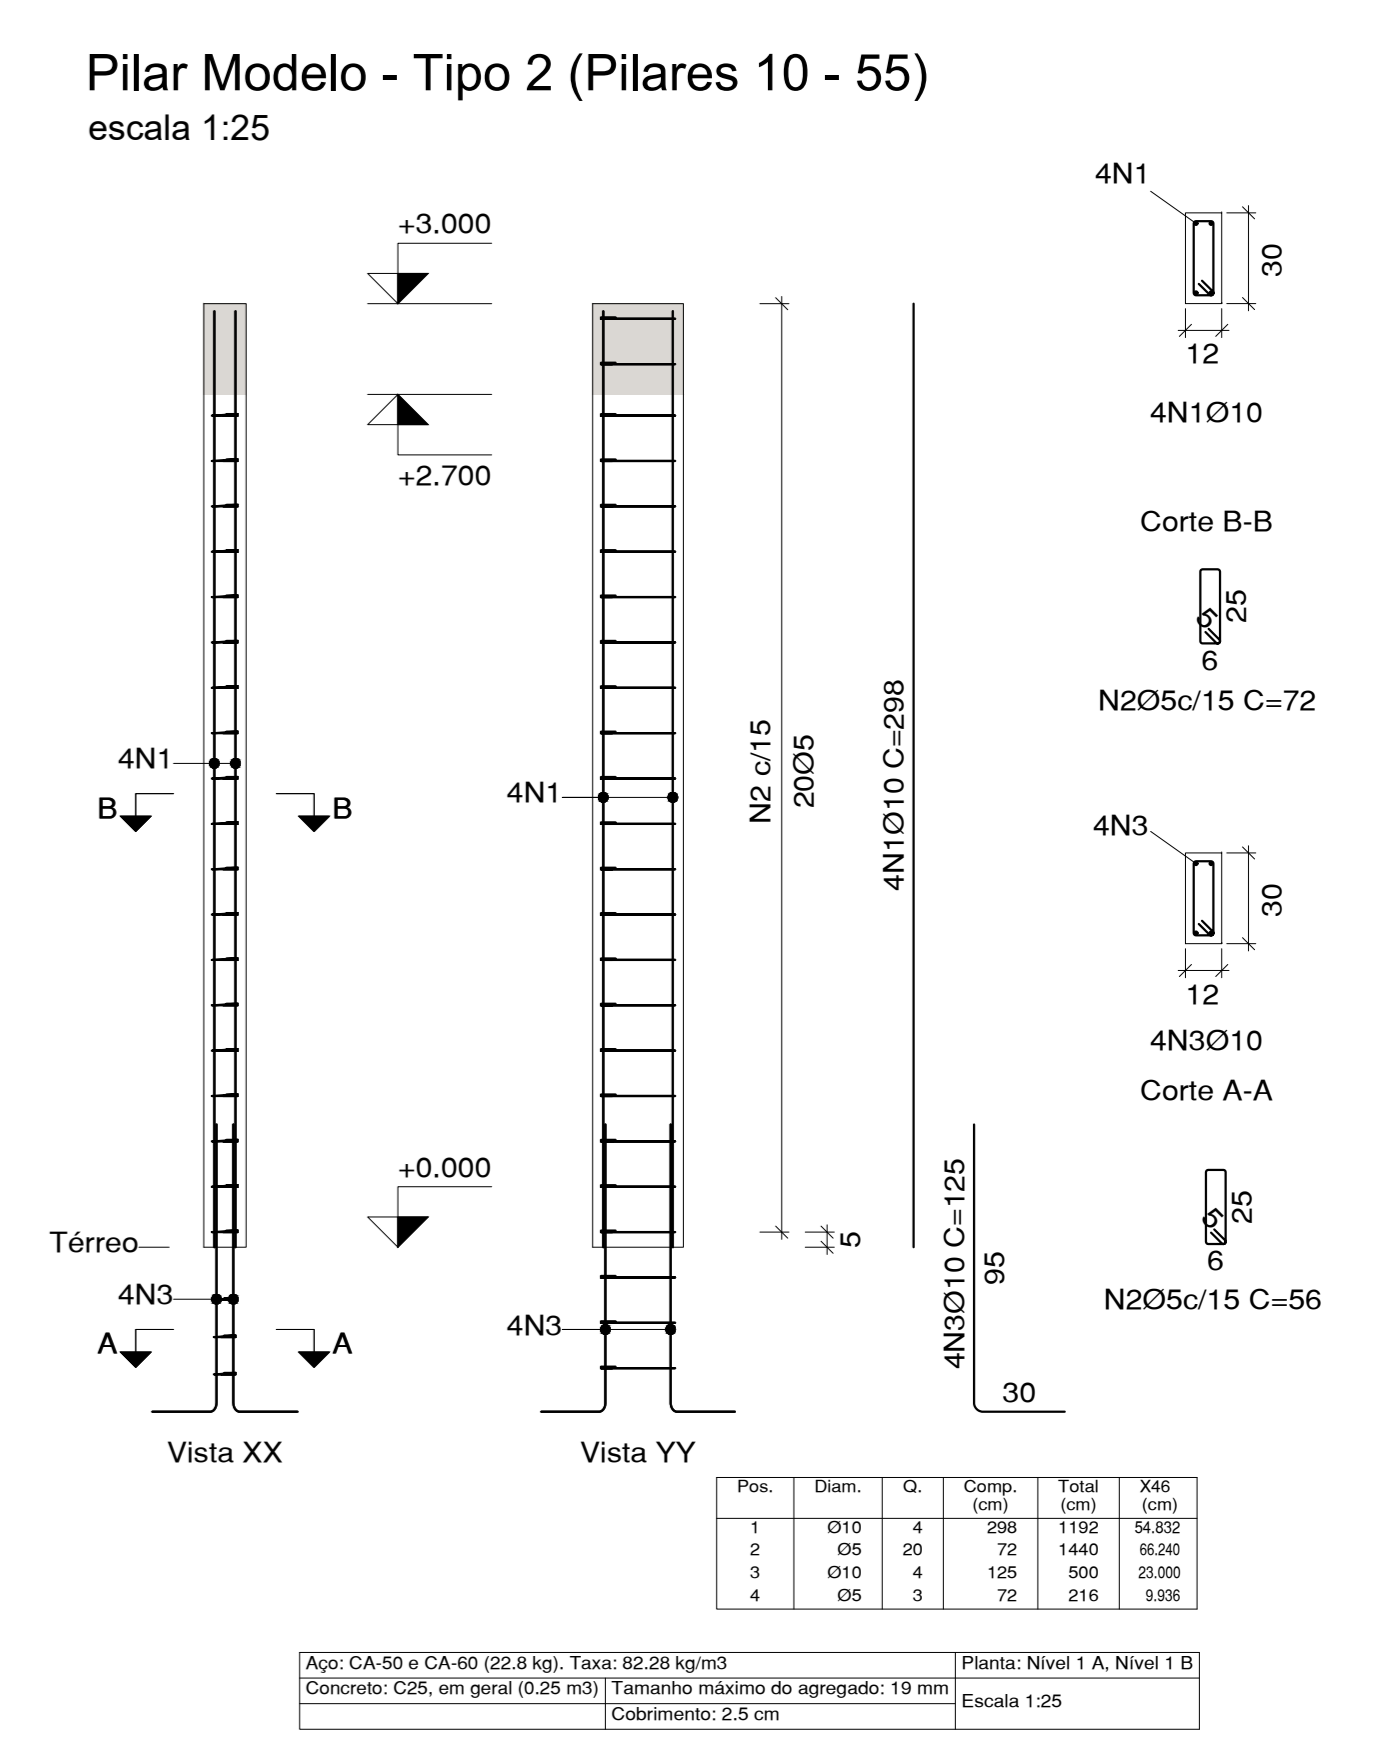 Pilar Modelo - Tipo 2 (Pilares 10 - 55)
escala 1:25
+3.000
+2.700
+0.000
Térreo
4N1
B
B
4N3
A
A
Vista XX
4N1
4N3
Vista YY
N2 c/15
20Ø5
5
4N1Ø10 C=298
4N3Ø10 C=125
95
30
4N1
30
12
4N1Ø10
Corte B-B
5
25
6
N2Ø5c/15 C=72
4N3
30
12
4N3Ø10
Corte A-A
5
25
6
N2Ø5c/15 C=56
Pos. Diam. Q. Comp. (cm) Total (cm) X46 (cm)
1 Ø10 4 298 1192 54.832
2 Ø5 20 72 1440 66.240
3 Ø10 4 125 500 23.000
4 Ø5 3 72 216 9.936
Aço: CA-50 e CA-60 (22.8 kg). Taxa: 82.28 kg/m3
Planta: Nível 1 A, Nível 1 B
Concreto: C25, em geral (0.25 m3)
Tamanho máximo do agregado: 19 mm
Escala 1:25
Cobrimento: 2.5 cm